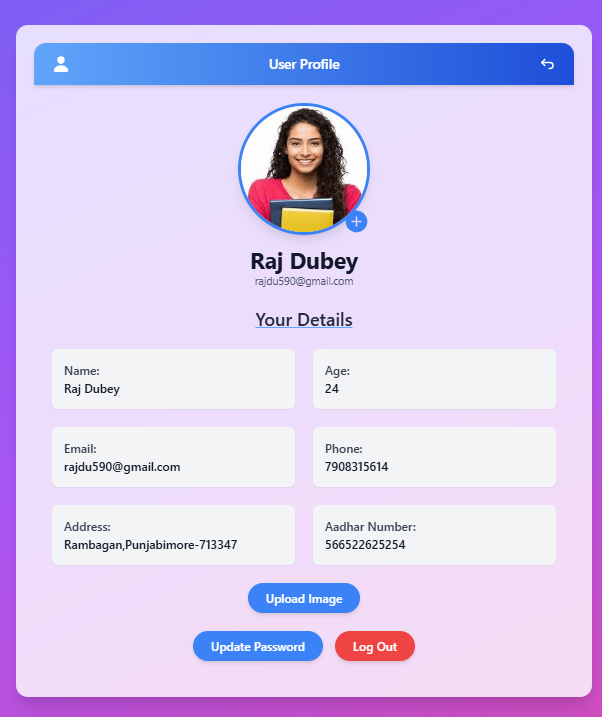 User Profile
Raj Dubey
rajdu590@gmail.com
Your Details
Name:
Raj Dubey
Age:
24
Email:
rajdu590@gmail.com
Phone:
7908315614
Address:
Rambagan,Punjabimore-713347
Aadhar Number:
566522625254
Upload Image
Update Password
Log Out